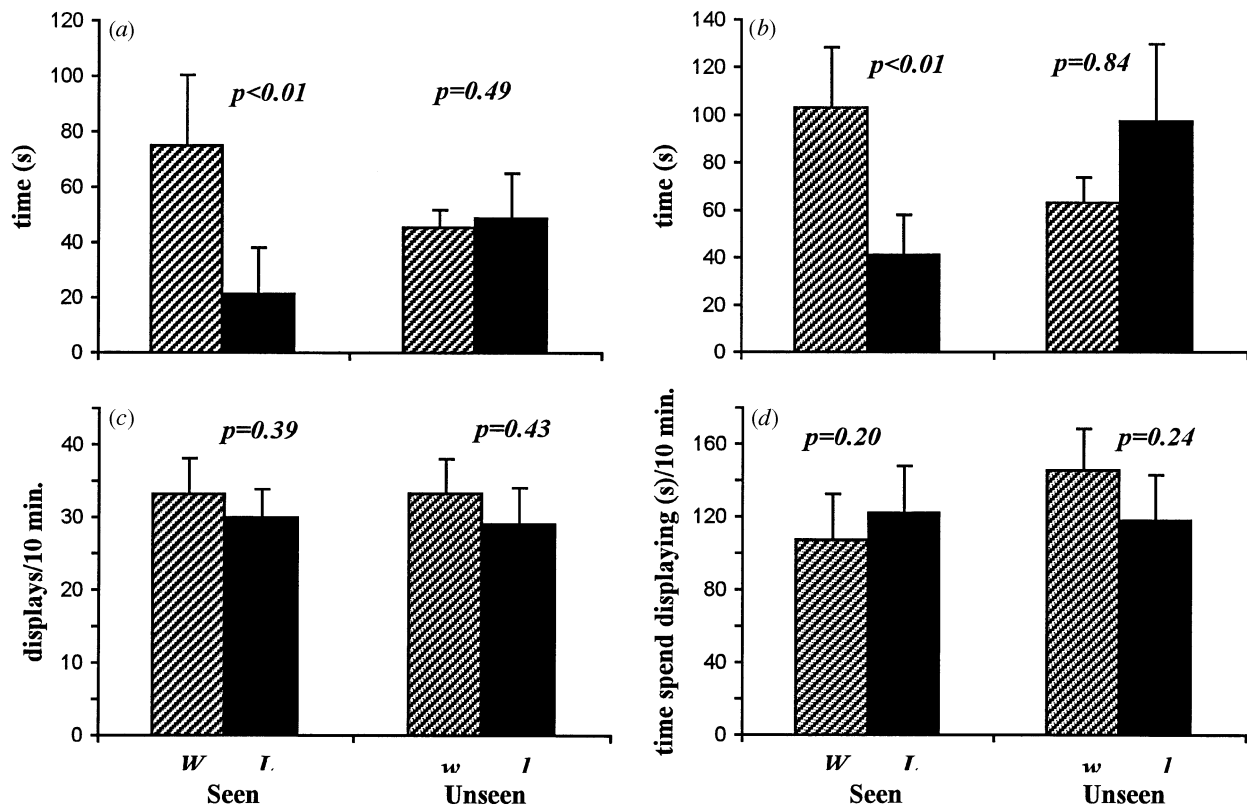 (a)
120
100
80
60
40
20
0
time (s)
p<0.01
p=0.49
(b)
140
120
100
80
60
40
20
0
time (s)
p<0.01
p=0.84
(c)
40
30
20
10
0
displays/10 min.
p=0.39
p=0.43
W L w l
Seen Unseen
(d)
160
120
80
40
0
time spend displaying (s)/10 min.
p=0.20
p=0.24
W L w l
Seen Unseen